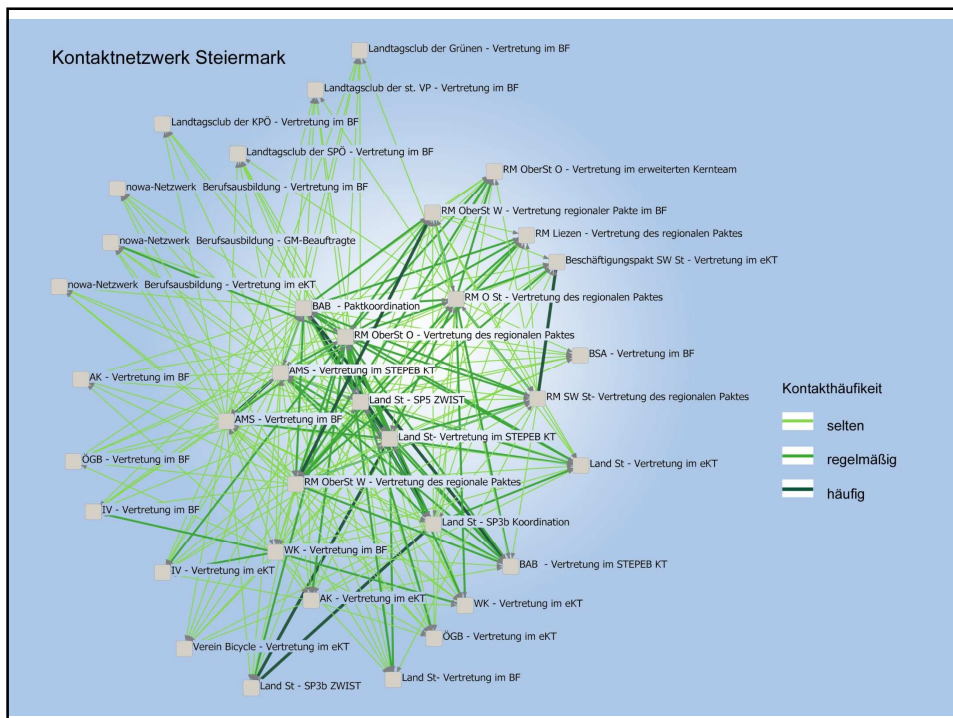 Kontaktnetzwerk Steiermark
Landtagsclub der Grünen - Vertretung im BF
Landtagsclub der st. VP - Vertretung im BF
Landtagsclub der KPÖ - Vertretung im BF
Landtagsclub der SPÖ - Vertretung im BF
RM OberSt O - Vertretung im erweiterten Kernteam
nowa-Netzwerk Berufsausbildung - Vertretung im BF
RM OberSt W - Vertretung regionaler Pakte im BF
RM Liezen - Vertretung des regionalen Paktes
nowa-Netzwerk Berufsausbildung - GM-Beauftragte
Beschäftigungspakt SW St - Vertretung im eKT
nowa-Netzwerk Berufsausbildung - Vertretung im eKT
RM O St - Vertretung des regionalen Paktes
BAB - Paktkoordination
RM OberSt O - Vertretung des regionalen Paktes
BSA - Vertretung im BF
AMS - Vertretung im STEPEB KT
AK - Vertretung im BF
Kontakthäufikeit
RM SW St- Vertretung des regionalen Paktes
Land St - SP5 ZWIST
AMS - Vertretung im BF
selten
Land St- Vertretung im STEPEB KT
ÖGB - Vertretung im BF
regelmäßig
Land St - Vertretung im eKT
RM OberSt W - Vertretung des regionale Paktes
häufig
IV - Vertretung im BF
Land St - SP3b Koordination
WK - Vertretung im BF
BAB - Vertretung im STEPEB KT
IV - Vertretung im eKT
AK - Vertretung im eKT
WK - Vertretung im eKT
ÖGB - Vertretung im eKT
Verein Bicycle - Vertretung im eKT
Land St- Vertretung im BF
Land St - SP3b ZWIST